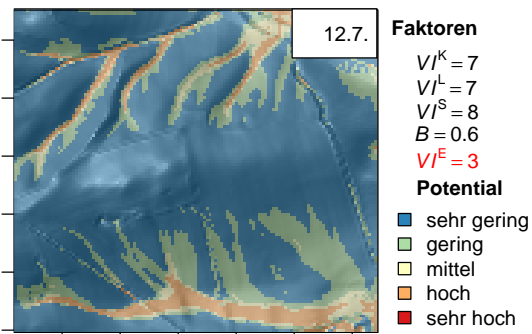 12.7.
Faktoren
VI^K = 7
VI^L = 7
VI^S = 8
B = 0.6
VI^E = 3
Potential
sehr gering
gering
mittel
hoch
sehr hoch